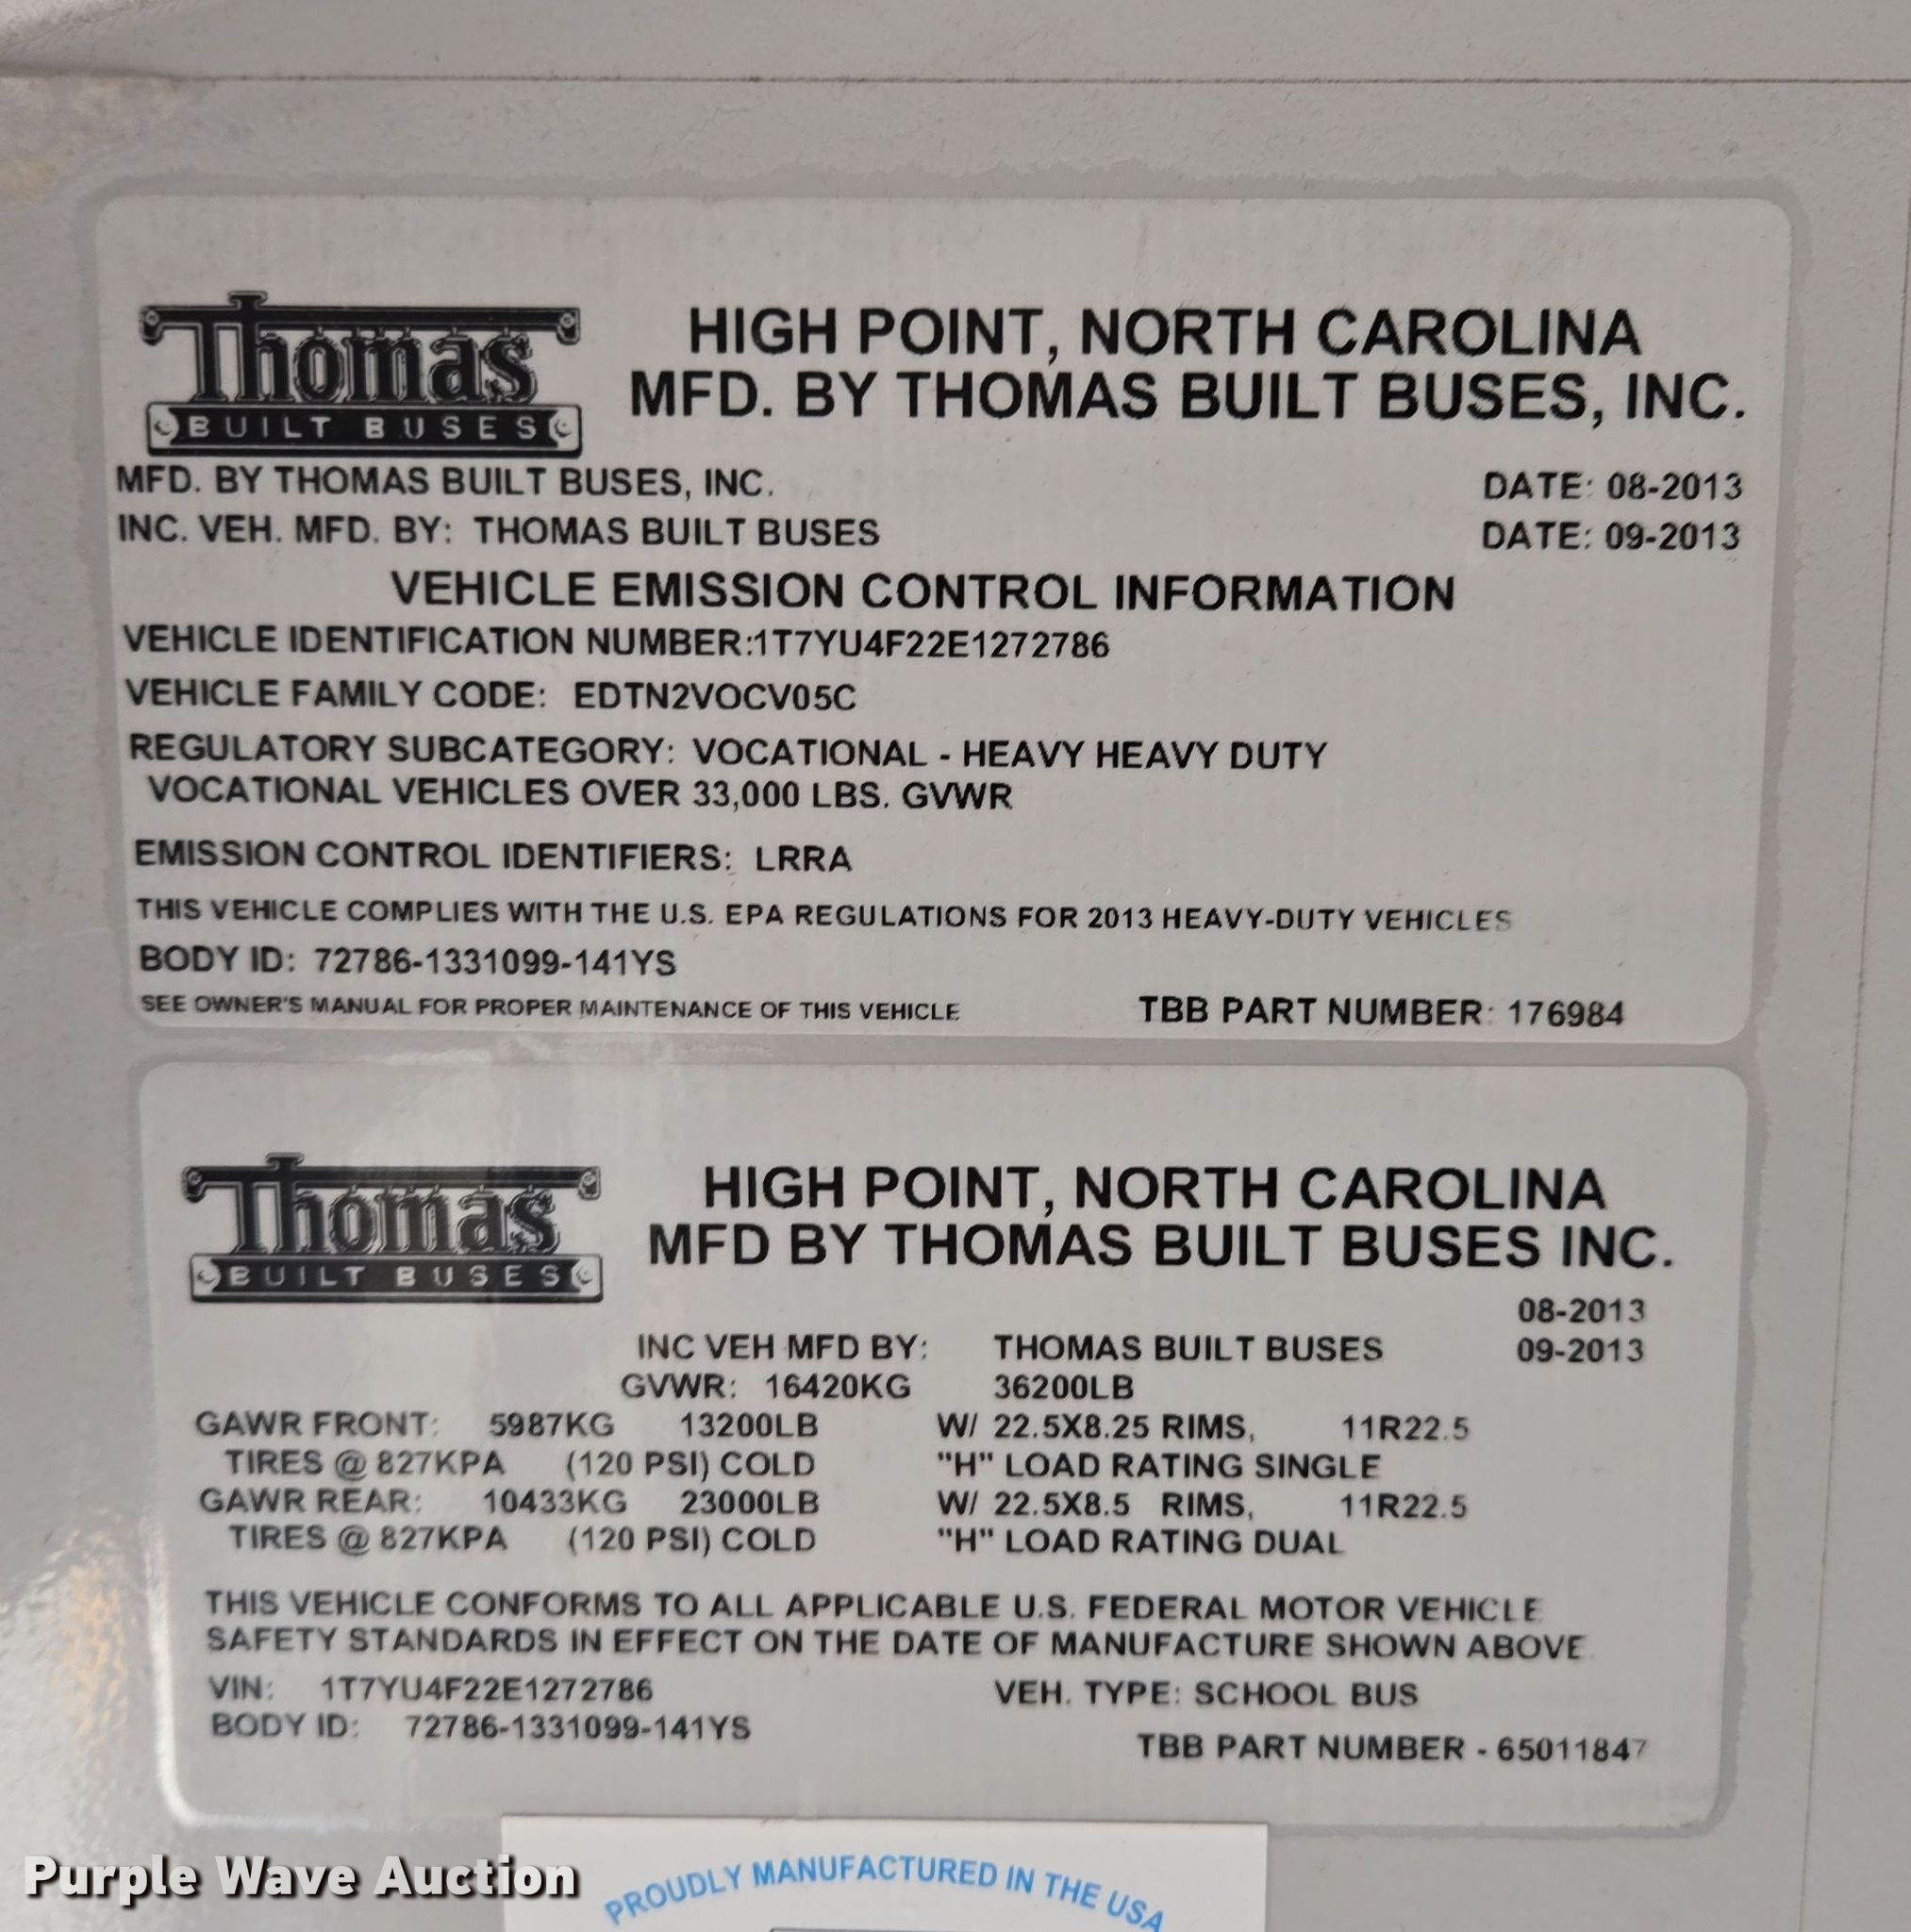 Thomas
BUILT BUSES
HIGH POINT, NORTH CAROLINA
MFD. BY THOMAS BUILT BUSES, INC.
MFD. BY THOMAS BUILT BUSES, INC. DATE: 08-2013
INC. VEH. MFD. BY: THOMAS BUILT BUSES DATE: 09-2013
VEHICLE EMISSION CONTROL INFORMATION
VEHICLE IDENTIFICATION NUMBER:1T7YU4F22E1272786
VEHICLE FAMILY CODE: EDTN2VOCV05C
REGULATORY SUBCATEGORY: VOCATIONAL - HEAVY HEAVY DUTY
VOCATIONAL VEHICLES OVER 33,000 LBS. GVWR
EMISSION CONTROL IDENTIFIERS: LRRA
THIS VEHICLE COMPLIES WITH THE U.S. EPA REGULATIONS FOR 2013 HEAVY-DUTY VEHICLES
BODY ID: 72786-1331099-141YS
SEE OWNER'S MANUAL FOR PROPER MAINTENANCE OF THIS VEHICLE TBB PART NUMBER: 176984
Thomas
BUILT BUSES
HIGH POINT, NORTH CAROLINA
MFD BY THOMAS BUILT BUSES INC.
08-2013
INC VEH MFD BY: THOMAS BUILT BUSES 09-2013
GVWR: 16420KG 36200LB
GAWR FRONT: 5987KG 13200LB W/ 22.5X8.25 RIMS, 11R22.5
TIRES @ 827KPA (120 PSI) COLD "H" LOAD RATING SINGLE
GAWR REAR: 10433KG 23000LB W/ 22.5X8.5 RIMS, 11R22.5
TIRES @ 827KPA (120 PSI) COLD "H" LOAD RATING DUAL
THIS VEHICLE CONFORMS TO ALL APPLICABLE U.S. FEDERAL MOTOR VEHICLE
SAFETY STANDARDS IN EFFECT ON THE DATE OF MANUFACTURE SHOWN ABOVE
VIN: 1T7YU4F22E1272786 VEH. TYPE: SCHOOL BUS
BODY ID: 72786-1331099-141YS
TBB PART NUMBER - 65011847
PROUDLY MANUFACTURED IN THE USA
Purple Wave Auction